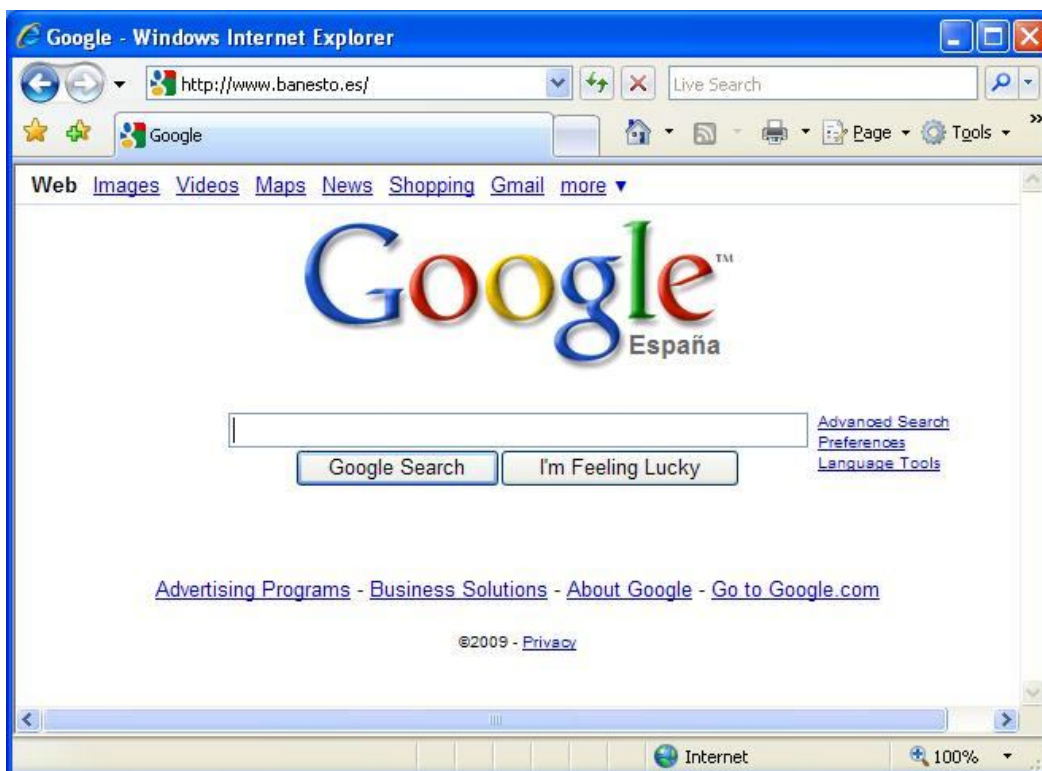 Google - Windows Internet Explorer
http://www.banesto.es/ Live Search
Google Page Tools »
Web Images Videos Maps News Shopping Gmail more ▼
Google™
España
Advanced Search
Preferences
Language Tools
Google Search I'm Feeling Lucky
Advertising Programs - Business Solutions - About Google - Go to Google.com
©2009 - Privacy
Internet 100%